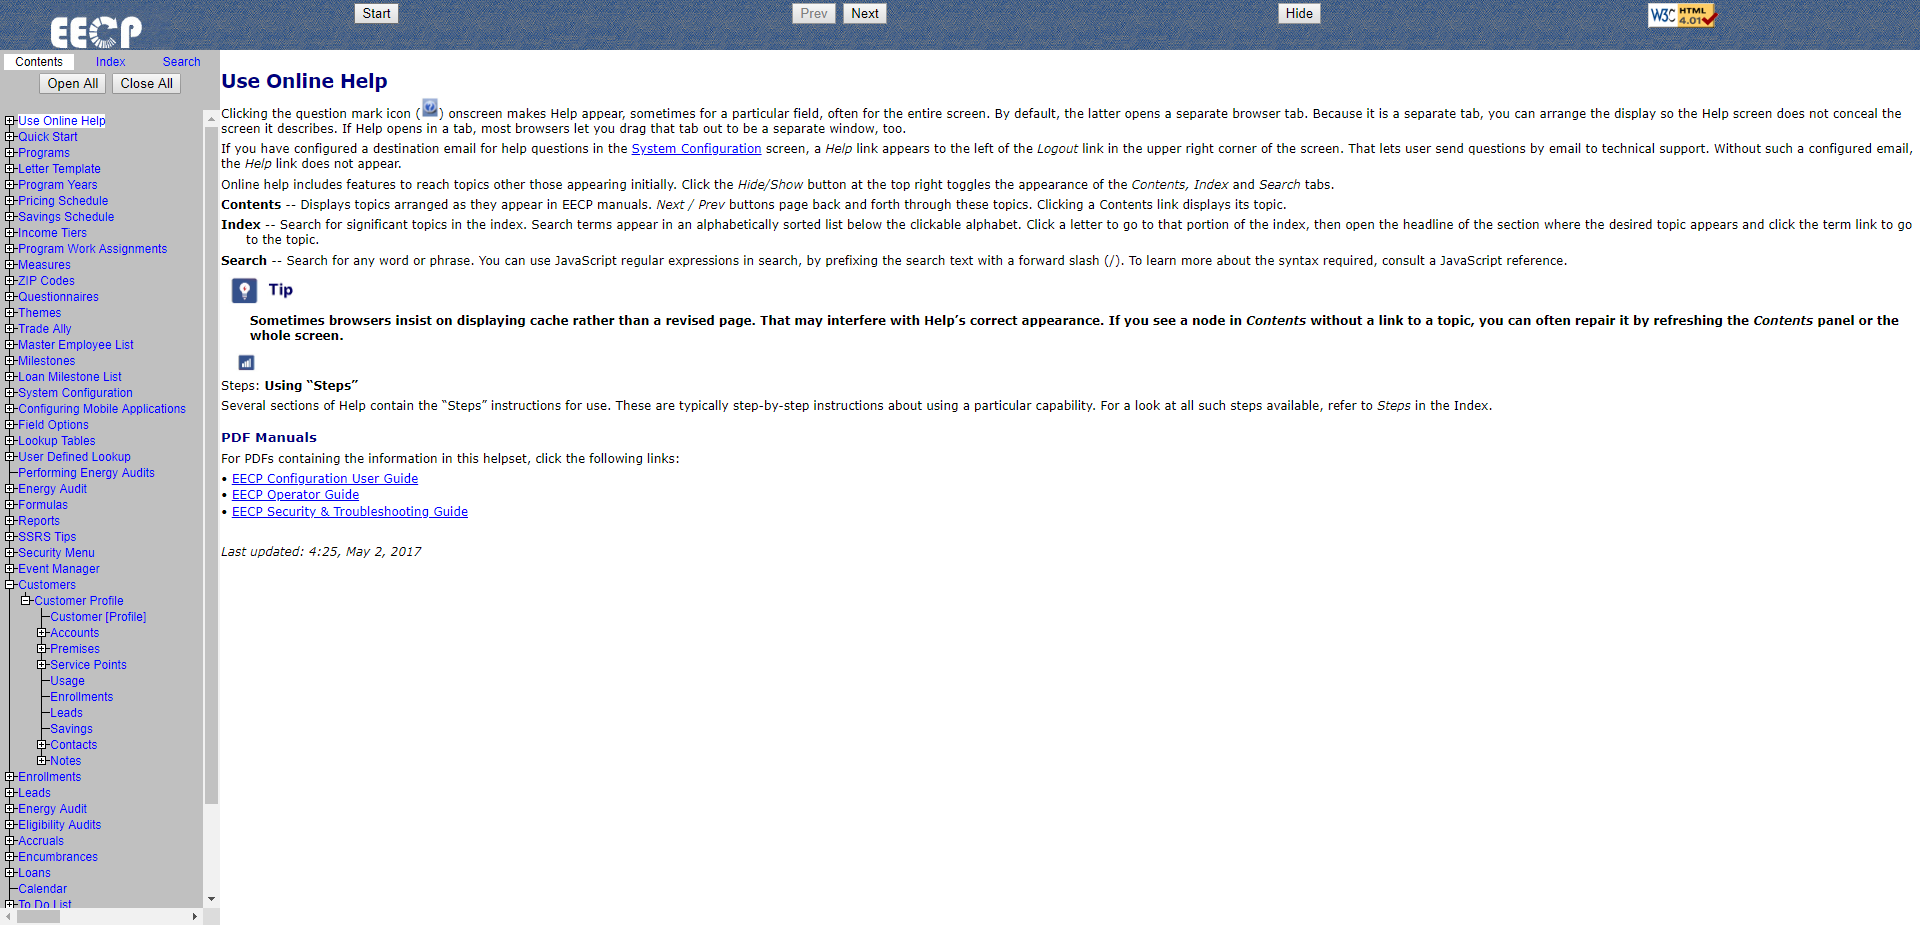 EECP
Start
Prev
Next
Hide
W3C HTML 4.01
Contents
Index
Search
Open All
Close All
Use Online Help
Quick Start
Programs
Letter Template
Program Years
Pricing Schedule
Savings Schedule
Income Tiers
Program Work Assignments
Measures
ZIP Codes
Questionnaires
Themes
Trade Ally
Master Employee List
Milestones
Loan Milestone List
System Configuration
Configuring Mobile Applications
Field Options
Lookup Tables
User Defined Lookup
Performing Energy Audits
Energy Audit
Formulas
Reports
SSRS Tips
Security Menu
Event Manager
Customers
Customer Profile
Customer [Profile]
Accounts
Premises
Service Points
Usage
Enrollments
Leads
Savings
Contacts
Notes
Enrollments
Leads
Energy Audit
Eligibility Audits
Accruals
Encumbrances
Loans
Calendar
To Do List
Use Online Help
Clicking the question mark icon ( ) onscreen makes Help appear, sometimes for a particular field, often for the entire screen. By default, the latter opens a separate browser tab. Because it is a separate tab, you can arrange the display so the Help screen does not conceal the
screen it describes. If Help opens in a tab, most browsers let you drag that tab out to be a separate window, too.
If you have configured a destination email for help questions in the System Configuration screen, a Help link appears to the left of the Logout link in the upper right corner of the screen. That lets user send questions by email to technical support. Without such a configured email,
the Help link does not appear.
Online help includes features to reach topics other those appearing initially. Click the Hide/Show button at the top right toggles the appearance of the Contents, Index and Search tabs.
Contents -- Displays topics arranged as they appear in EECP manuals. Next / Prev buttons page back and forth through these topics. Clicking a Contents link displays its topic.
Index -- Search for significant topics in the index. Search terms appear in an alphabetically sorted list below the clickable alphabet. Click a letter to go to that portion of the index, then open the headline of the section where the desired topic appears and click the term link to go
to the topic.
Search -- Search for any word or phrase. You can use JavaScript regular expressions in search, by prefixing the search text with a forward slash (/). To learn more about the syntax required, consult a JavaScript reference.
Tip
Sometimes browsers insist on displaying cache rather than a revised page. That may interfere with Help’s correct appearance. If you see a node in Contents without a link to a topic, you can often repair it by refreshing the Contents panel or the
whole screen.
Steps: Using “Steps”
Several sections of Help contain the “Steps” instructions for use. These are typically step-by-step instructions about using a particular capability. For a look at all such steps available, refer to Steps in the Index.
PDF Manuals
For PDFs containing the information in this helpset, click the following links:
• EECP Configuration User Guide
• EECP Operator Guide
• EECP Security & Troubleshooting Guide
Last updated: 4:25, May 2, 2017